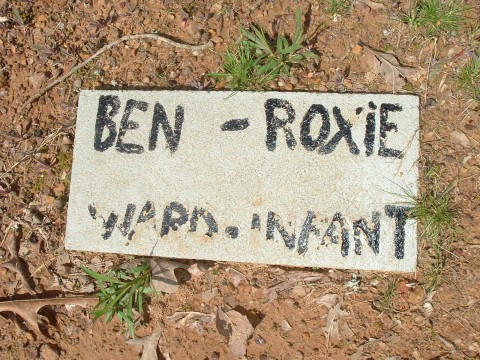 BEN - ROXiE
WARD. INFANT